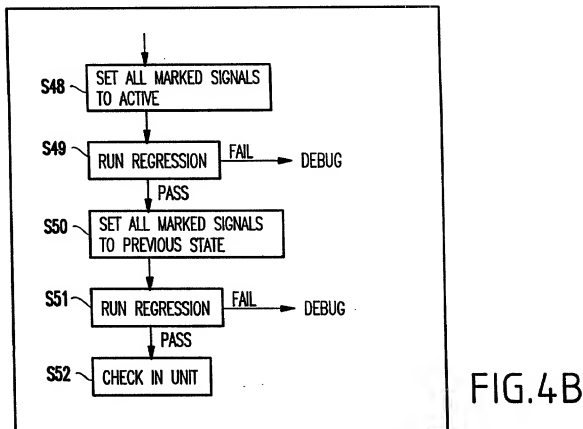 S48
SET ALL MARKED SIGNALS
TO ACTIVE
S49
RUN REGRESSION
FAIL
DEBUG
PASS
S50
SET ALL MARKED SIGNALS
TO PREVIOUS STATE
S51
RUN REGRESSION
FAIL
DEBUG
PASS
S52
CHECK IN UNIT
FIG.4B